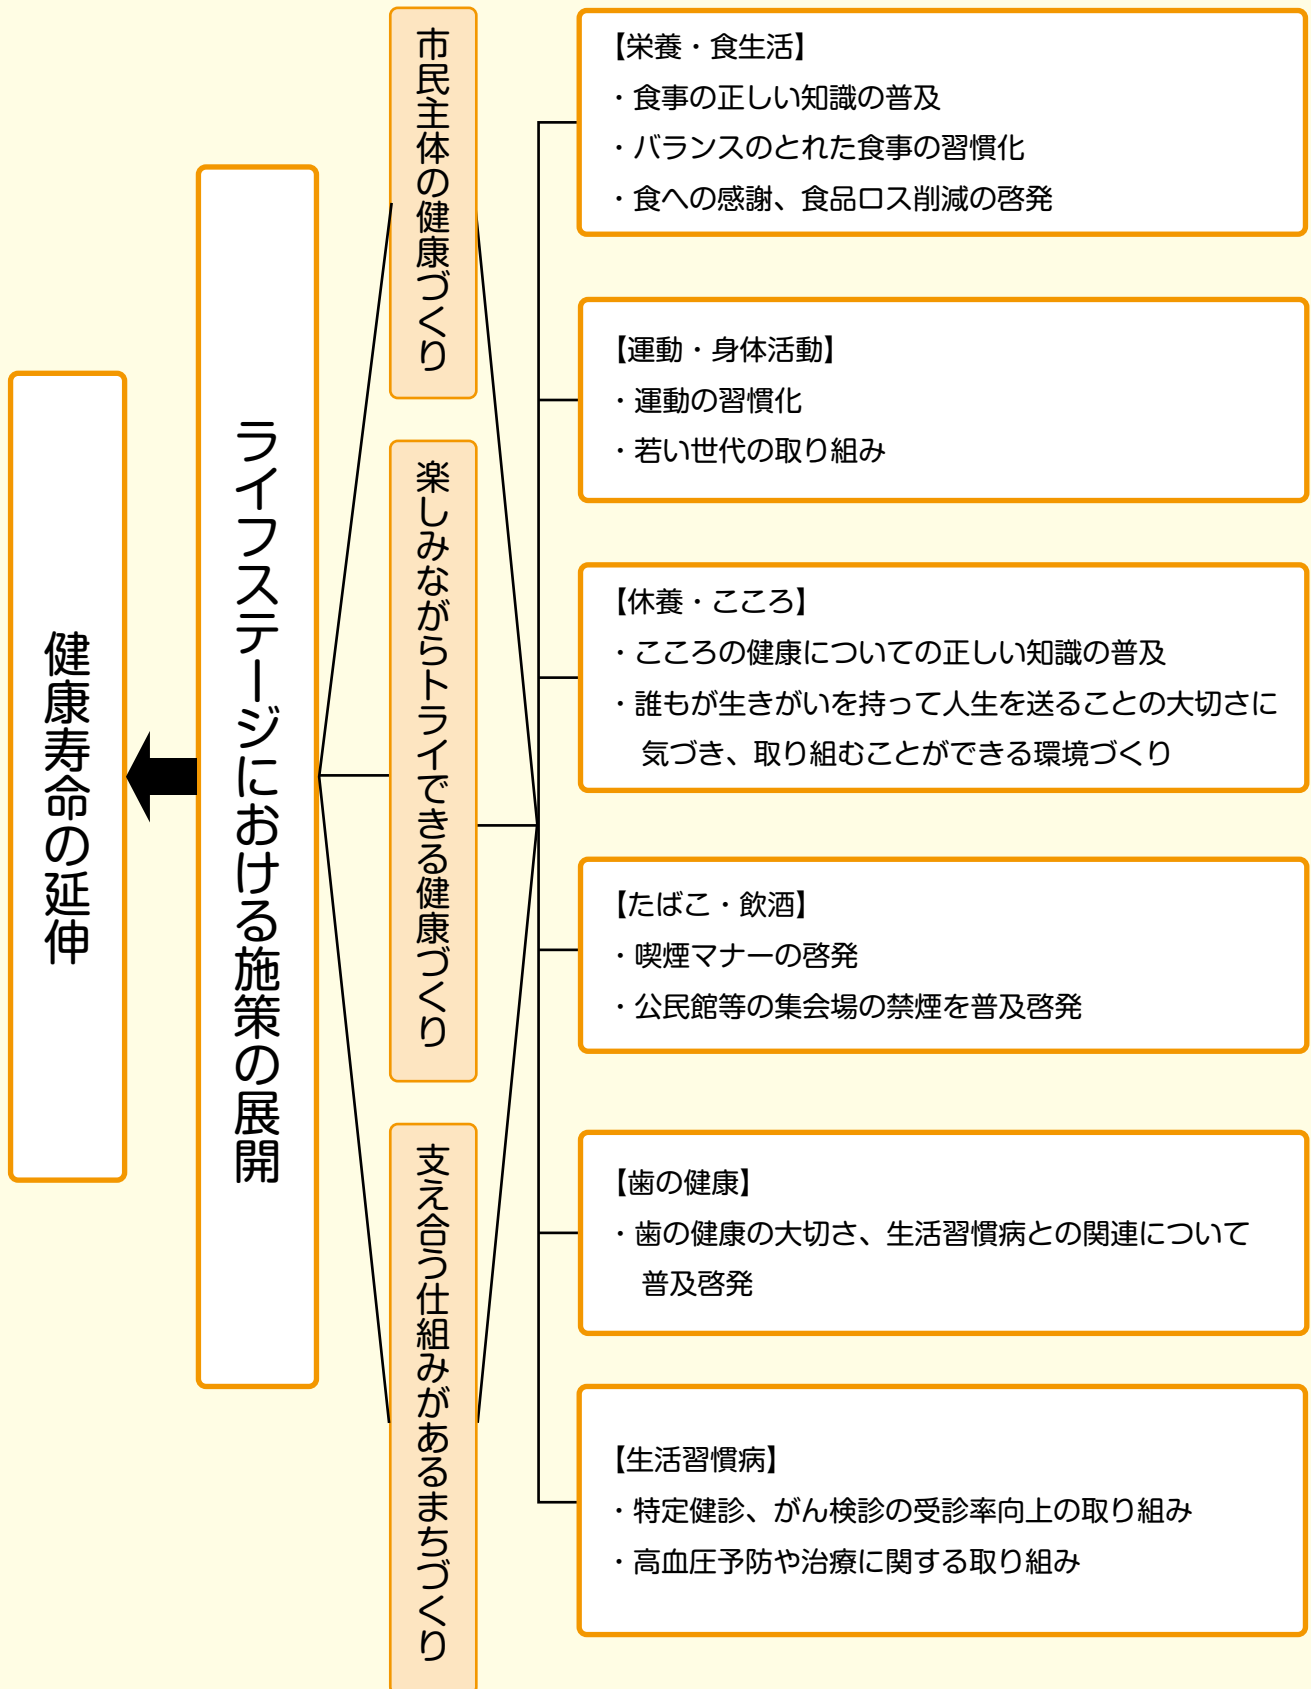 健康寿命の延伸
ライフステージにおける施策の展開
市民主体の健康づくり
楽しみながらトライできる健康づくり
支え合う仕組みがあるまちづくり
【栄養・食生活】
・食事の正しい知識の普及
・バランスのとれた食事の習慣化
・食への感謝、食品ロス削減の啓発
【運動・身体活動】
・運動の習慣化
・若い世代の取り組み
【休養・こころ】
・こころの健康についての正しい知識の普及
・誰もが生きがいを持って人生を送ることの大切さに
気づき、取り組むことができる環境づくり
【たばこ・飲酒】
・喫煙マナーの啓発
・公民館等の集会場の禁煙を普及啓発
【歯の健康】
・歯の健康の大切さ、生活習慣病との関連について
普及啓発
【生活習慣病】
・特定健診、がん検診の受診率向上の取り組み
・高血圧予防や治療に関する取り組み